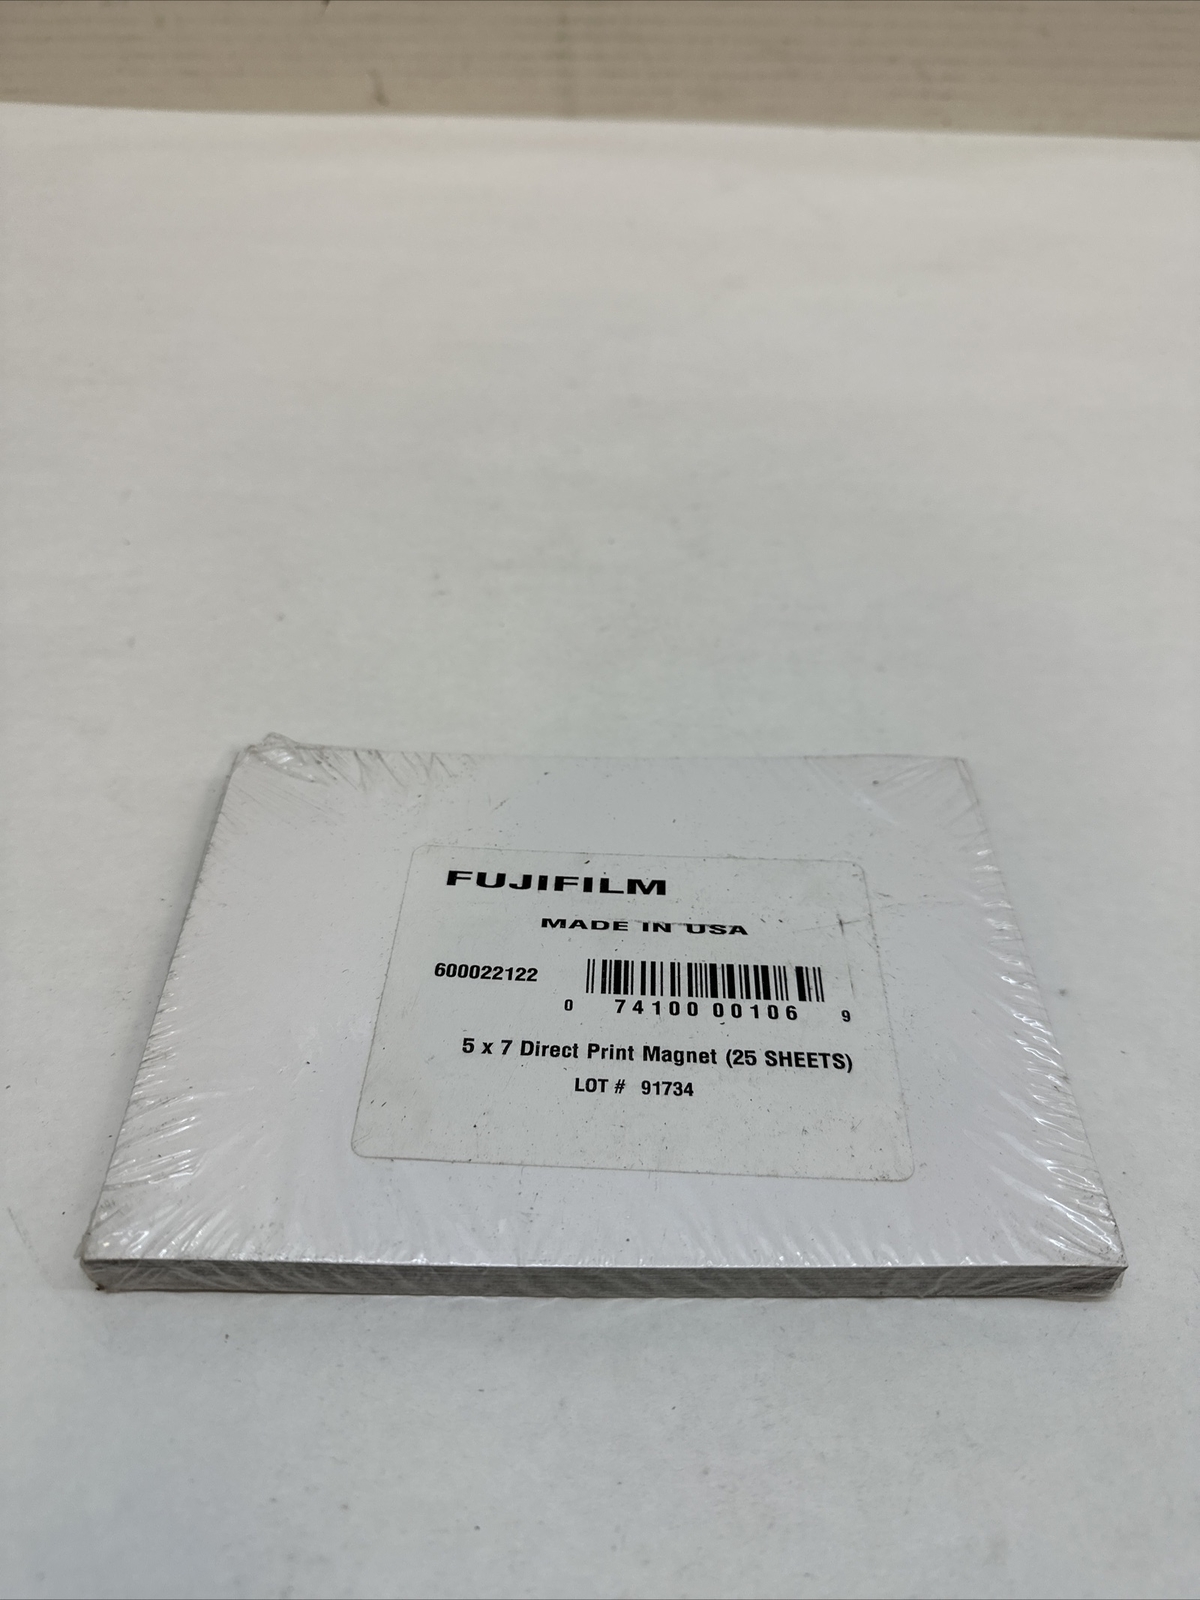 FUJIFILM
MADE IN USA
600022122
0 74100 00106 9
5 x 7 Direct Print Magnet (25 SHEETS)
LOT # 91734